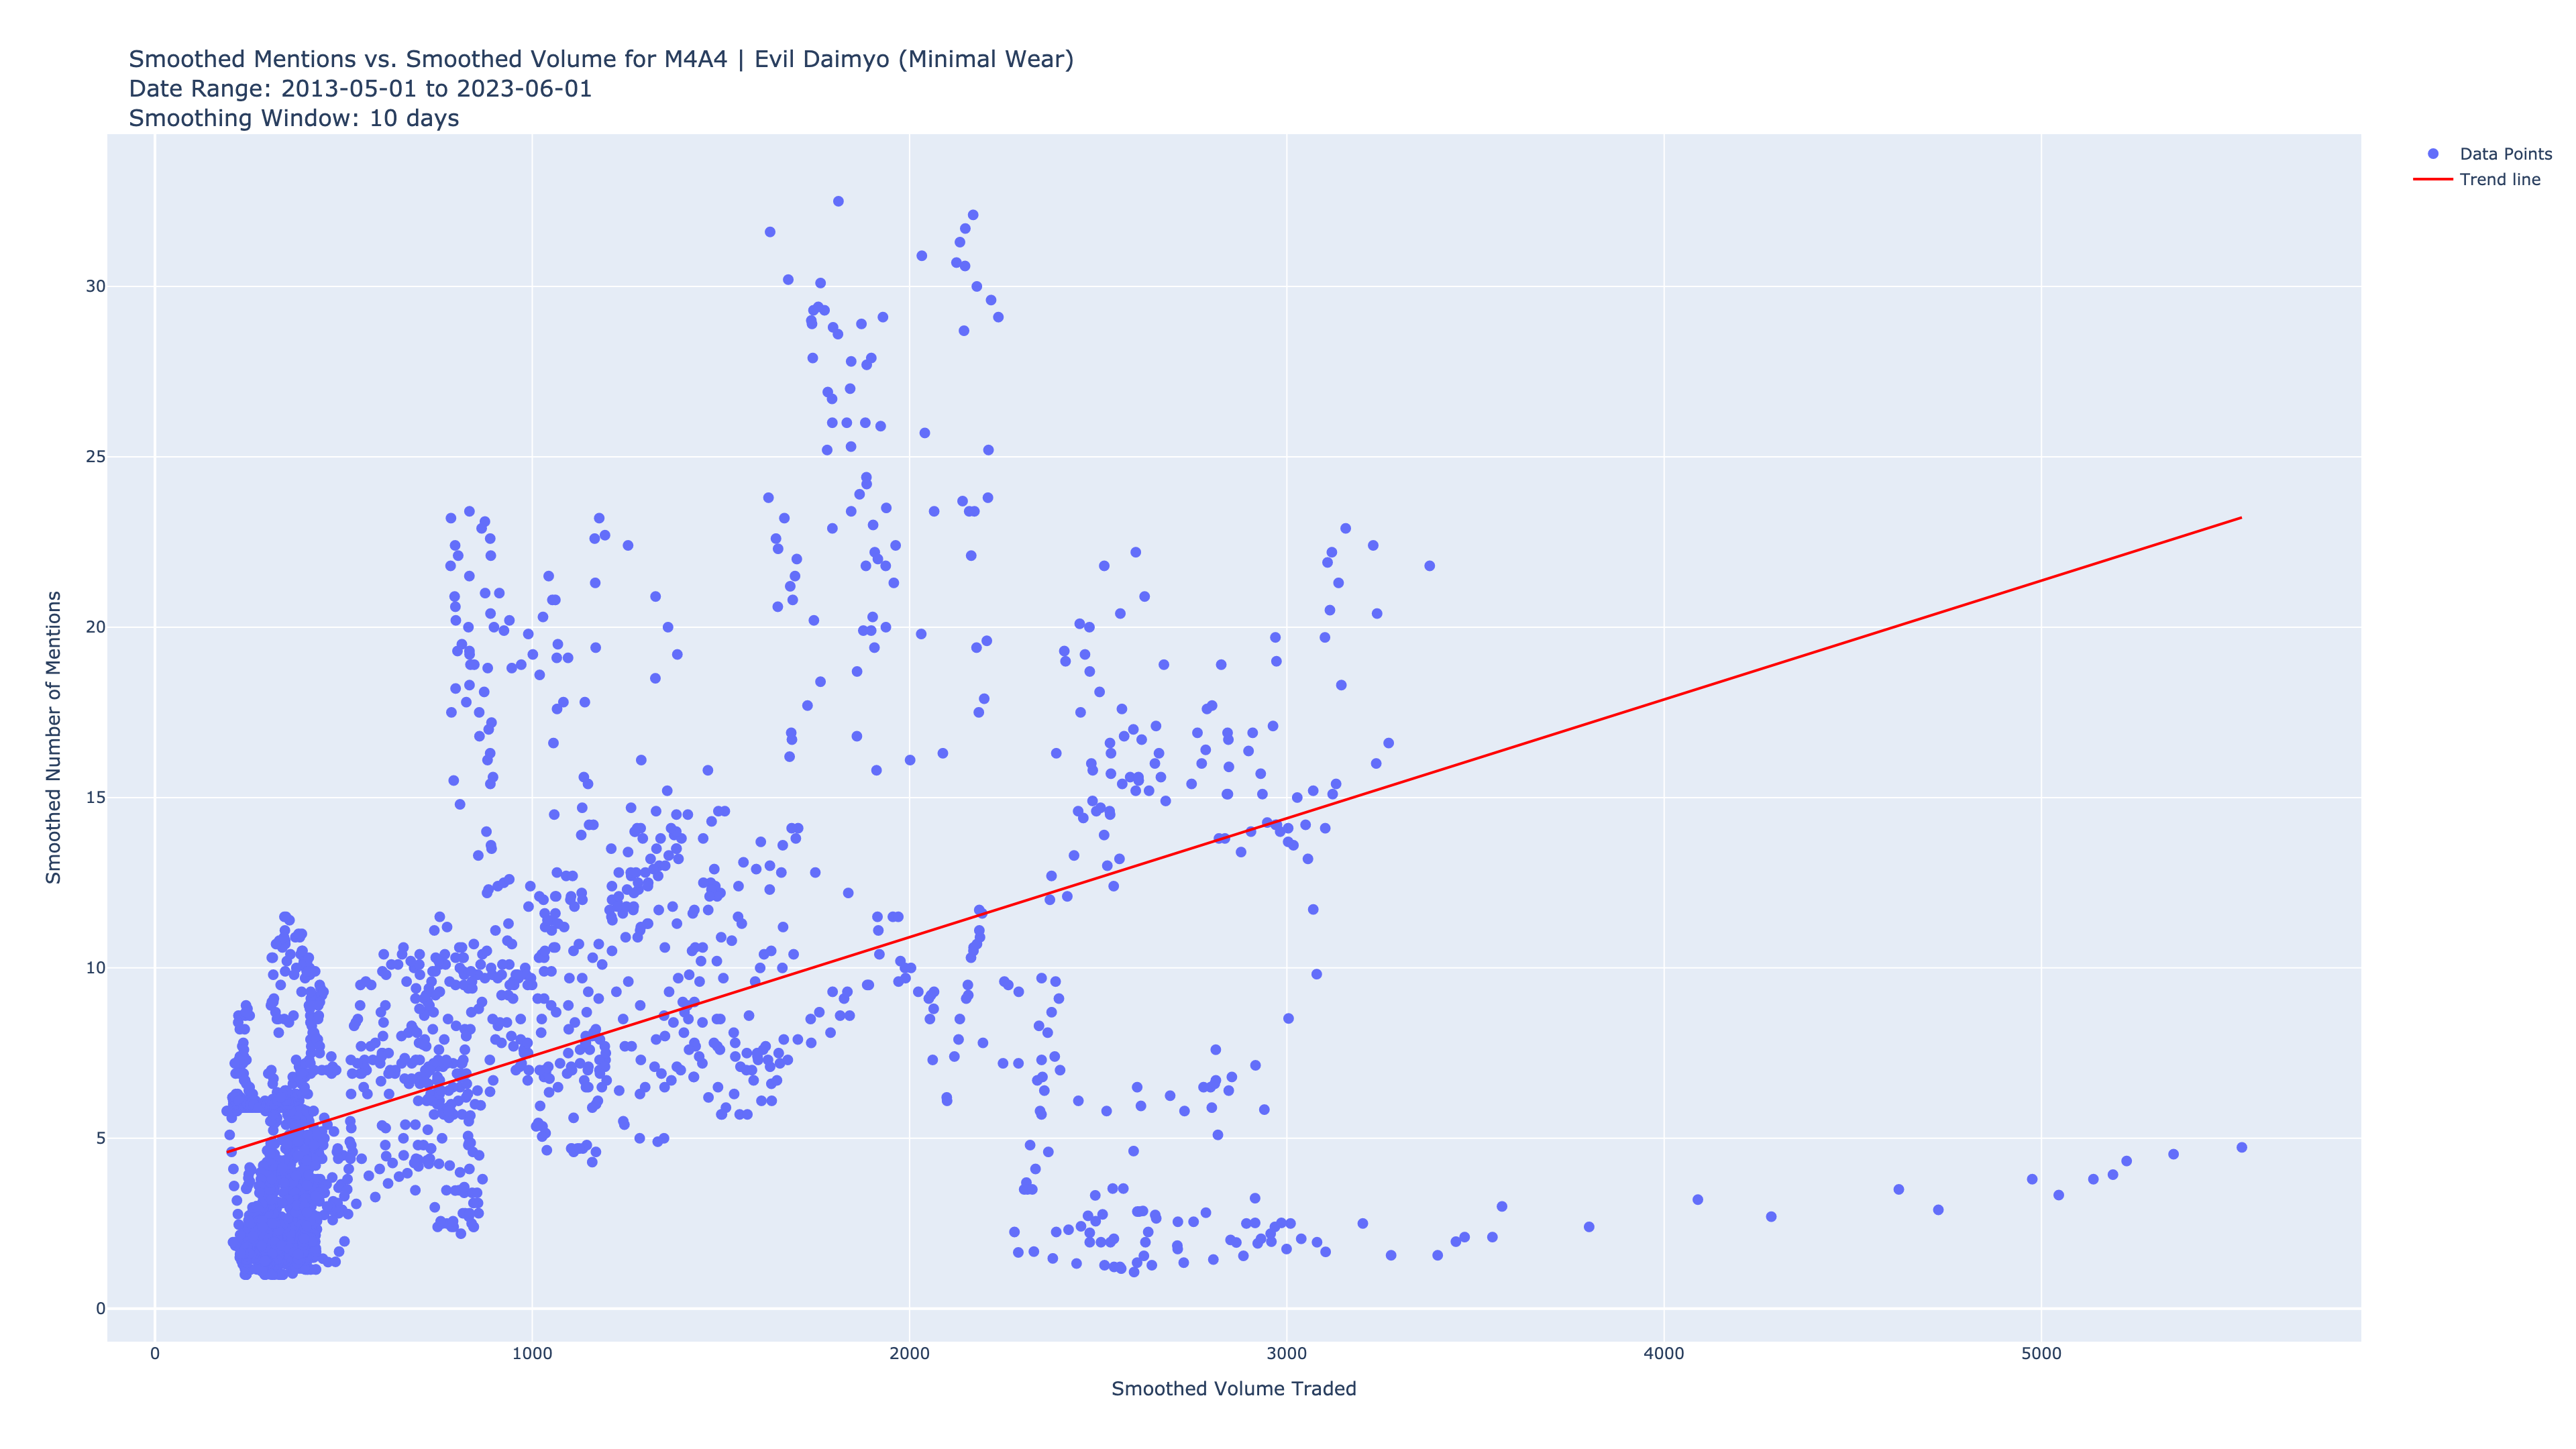 Smoothed Mentions vs. Smoothed Volume for M4A4 | Evil Daimyo (Minimal Wear)
Date Range: 2013-05-01 to 2023-06-01
Smoothing Window: 10 days
Data Points
Trend line
30
25
20
15
10
5
0
Smoothed Number of Mentions
0 1000 2000 3000 4000 5000
Smoothed Volume Traded